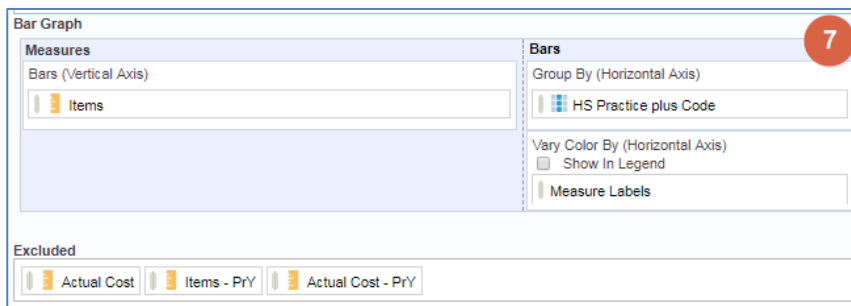 Bar Graph
7
Measures
Bars
Bars (Vertical Axis)
Group By (Horizontal Axis)
Items
HS Practice plus Code
Vary Color By (Horizontal Axis)
Show In Legend
Measure Labels
Excluded
Actual Cost
Items - PrY
Actual Cost - PrY